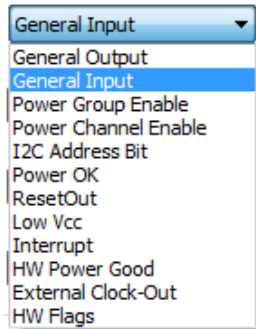 General Input
General Output
General Input
Power Group Enable
Power Channel Enable
I2C Address Bit
Power OK
ResetOut
Low Vcc
Interrupt
HW Power Good
External Clock-Out
HW Flags